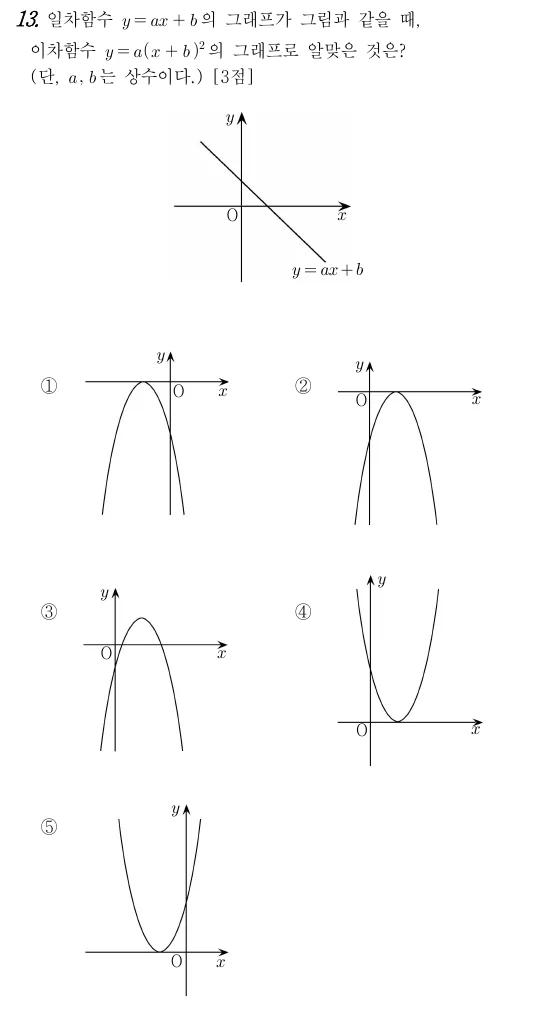 13. 일차함수 y=ax+b의 그래프가 그림과 같을 때,
이차함수 y=a(x+b)²의 그래프로 알맞은 것은?
(단, a, b는 상수이다.) [3점]
y
O
x
y=ax+b
①
y
O
x
②
y
O
x
③
y
O
x
④
y
O
x
⑤
y
O
x